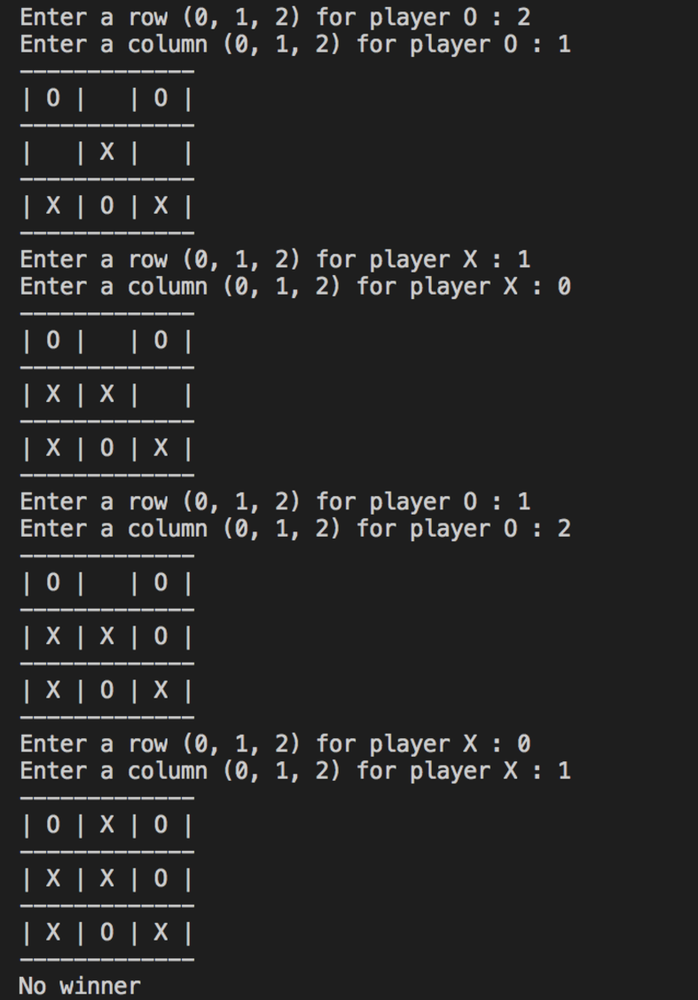 Enter a row (0, 1, 2) for player O : 2
Enter a column (0, 1, 2) for player O : 1
-------------
| O |   | O |
-------------
|   | X |   |
-------------
| X | O | X |
-------------
Enter a row (0, 1, 2) for player X : 1
Enter a column (0, 1, 2) for player X : 0
-------------
| O |   | O |
-------------
| X | X |   |
-------------
| X | O | X |
-------------
Enter a row (0, 1, 2) for player O : 1
Enter a column (0, 1, 2) for player O : 2
-------------
| O |   | O |
-------------
| X | X | O |
-------------
| X | O | X |
-------------
Enter a row (0, 1, 2) for player X : 0
Enter a column (0, 1, 2) for player X : 1
-------------
| O | X | O |
-------------
| X | X | O |
-------------
| X | O | X |
-------------
No winner